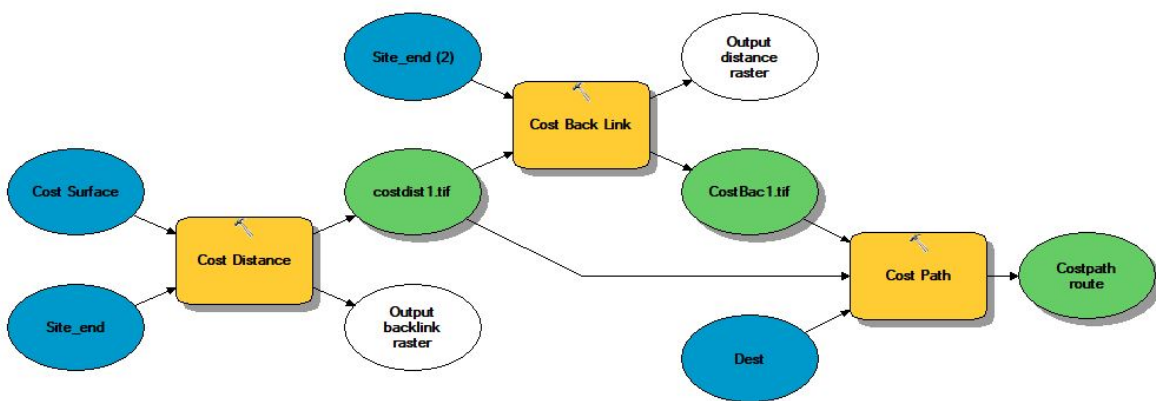 Site_end (2)
Output
distance
raster
Cost Back Link
Cost Surface
costdist1.tif
CostBac1.tif
Cost Distance
Cost Path
Costpath
route
Site_end
Output
backlink
raster
Dest